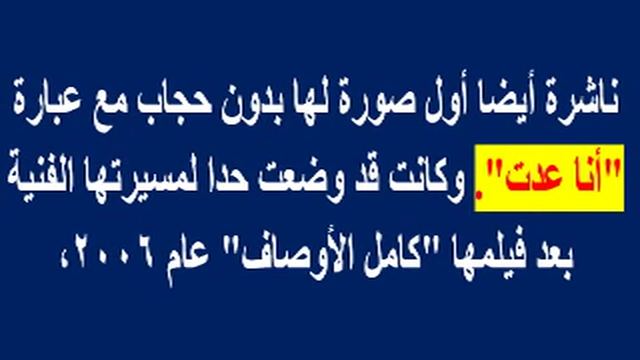 ناشرة أيضا أول صورة لها بدون حجاب مع عبارة
"أنا عدت". وكانت قد وضعت حدا لمسيرتها الفنية
بعد فيلمها "كامل الأوصاف" عام ٢٠٠٦،